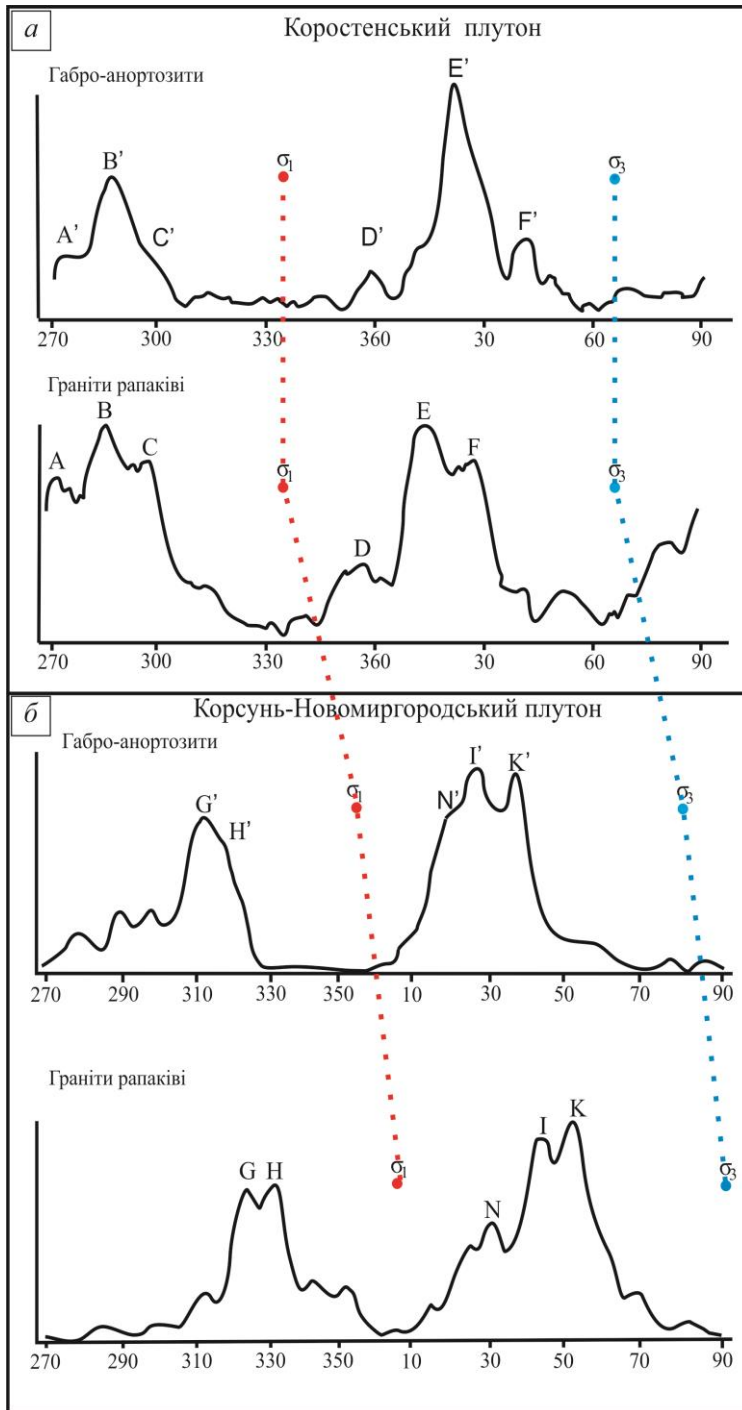 а Коростенський плутон
Габро-анортозити
A' B' C' σ₁ D' E' F' σ₃
270 300 330 360 30 60 90
Граніти рапаківі
A B C σ₁ D E F σ₃
270 300 330 360 30 60 90
б Корсунь-Новомиргородський плутон
Габро-анортозити
G' H' σ₁ N' I' K' σ₃
270 290 310 330 350 10 30 50 70 90
Граніти рапаківі
G H σ₁ N I K σ₃
270 290 310 330 350 10 30 50 70 90